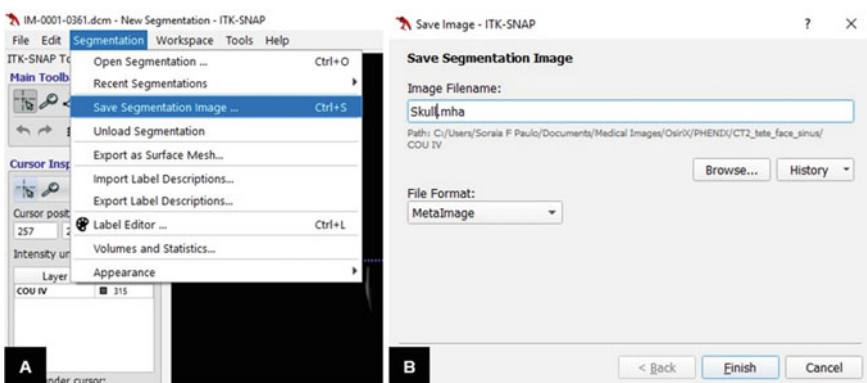 IM-0001-0361.dcm - New Segmentation - ITK-SNAP
File Edit Segmentation Workspace Tools Help
ITK-SNAP To
Main Toolb
Open Segmentation ... Ctrl+O
Recent Segmentations
Save Segmentation Image ... Ctrl+S
Unload Segmentation
Export as Surface Mesh...
Import Label Descriptions...
Export Label Descriptions...
Label Editor ... Ctrl+L
Volumes and Statistics...
Appearance
Cursor Insp
Cursor posit
257 2
Intensity un
Layer
COU IV 315
nder cursor:
A
Save Image - ITK-SNAP ? ×
Save Segmentation Image
Image Filename:
Skull.mha
Path: C:/Users/Soraia F Paulo/Documents/Medical Images/OsiriX/PHENIX/CT2_tete_face_sinus/
COU IV
Browse... History
File Format:
MetaImage
B
< Back Finish Cancel